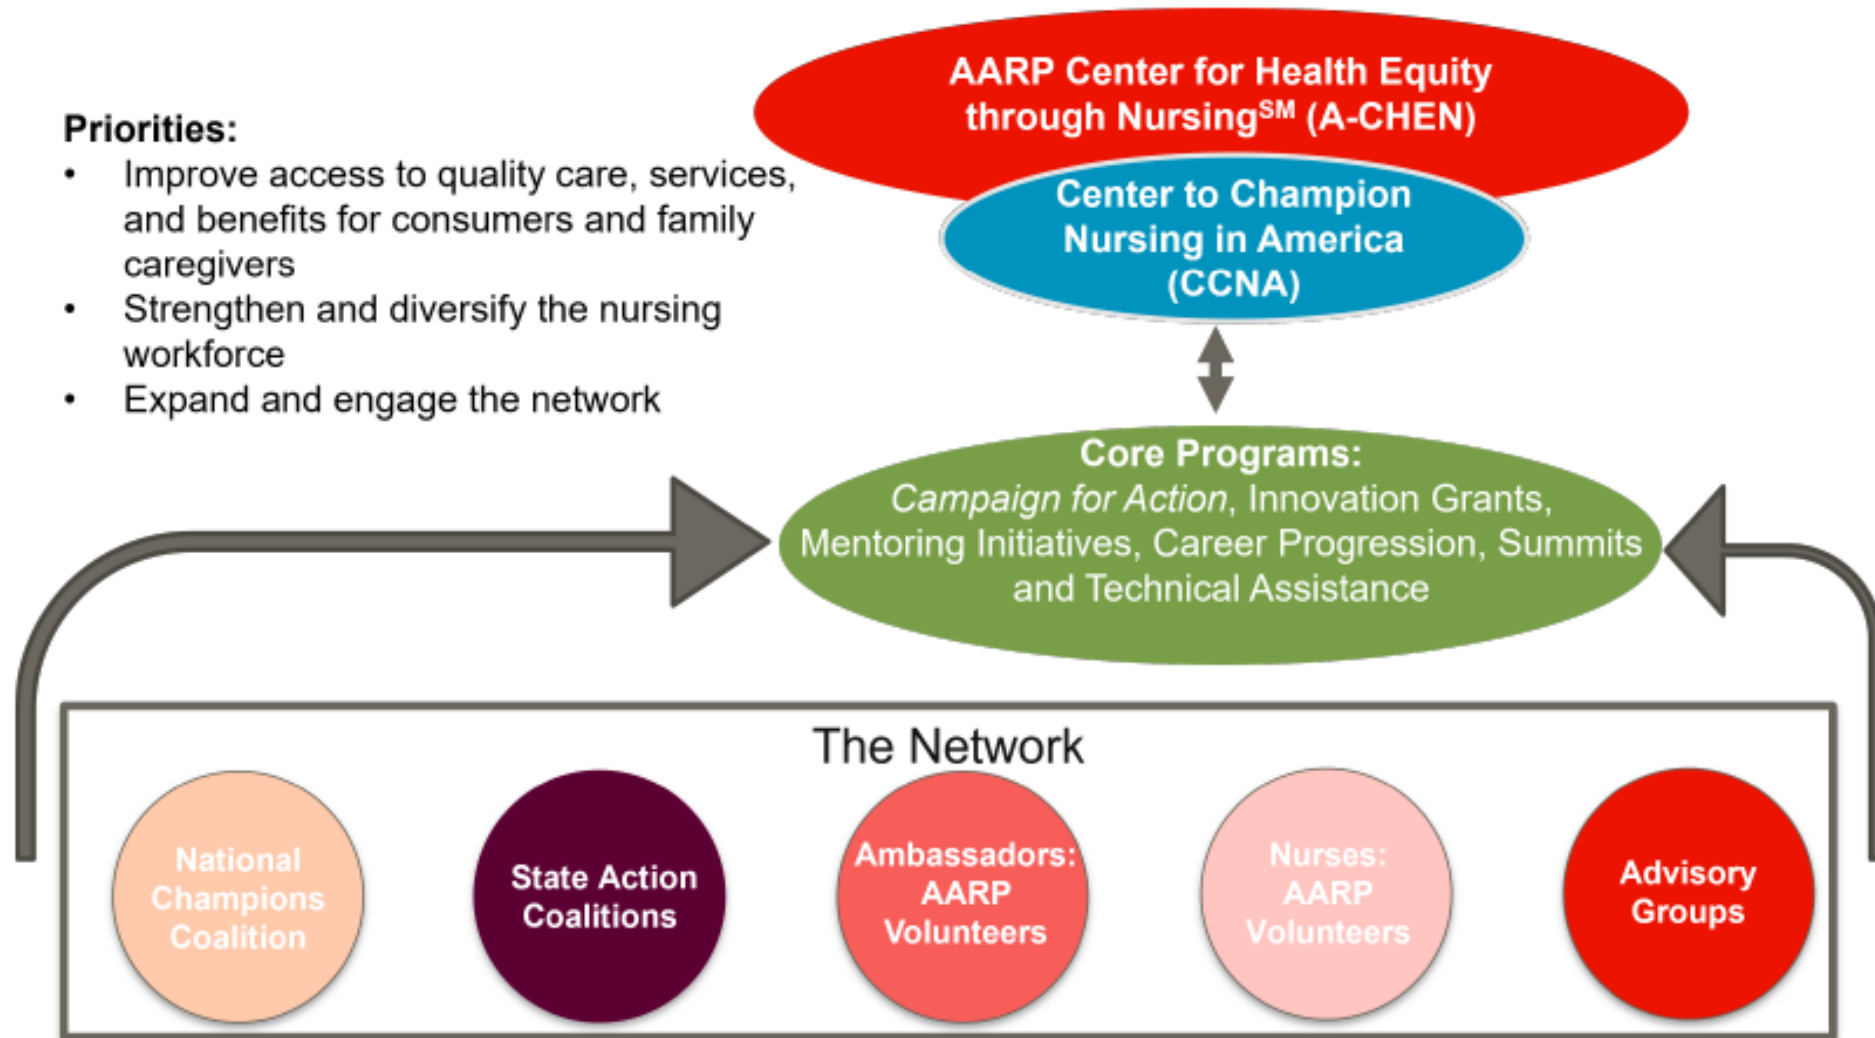 AARP Center for Health Equity
through Nursing℠ (A-CHEN)
Center to Champion
Nursing in America
(CCNA)
Priorities:
• Improve access to quality care, services,
and benefits for consumers and family
caregivers
• Strengthen and diversify the nursing
workforce
• Expand and engage the network
Core Programs:
Campaign for Action, Innovation Grants,
Mentoring Initiatives, Career Progression, Summits
and Technical Assistance
The Network
National
Champions
Coalition
State Action
Coalitions
Ambassadors:
AARP
Volunteers
Nurses:
AARP
Volunteers
Advisory
Groups